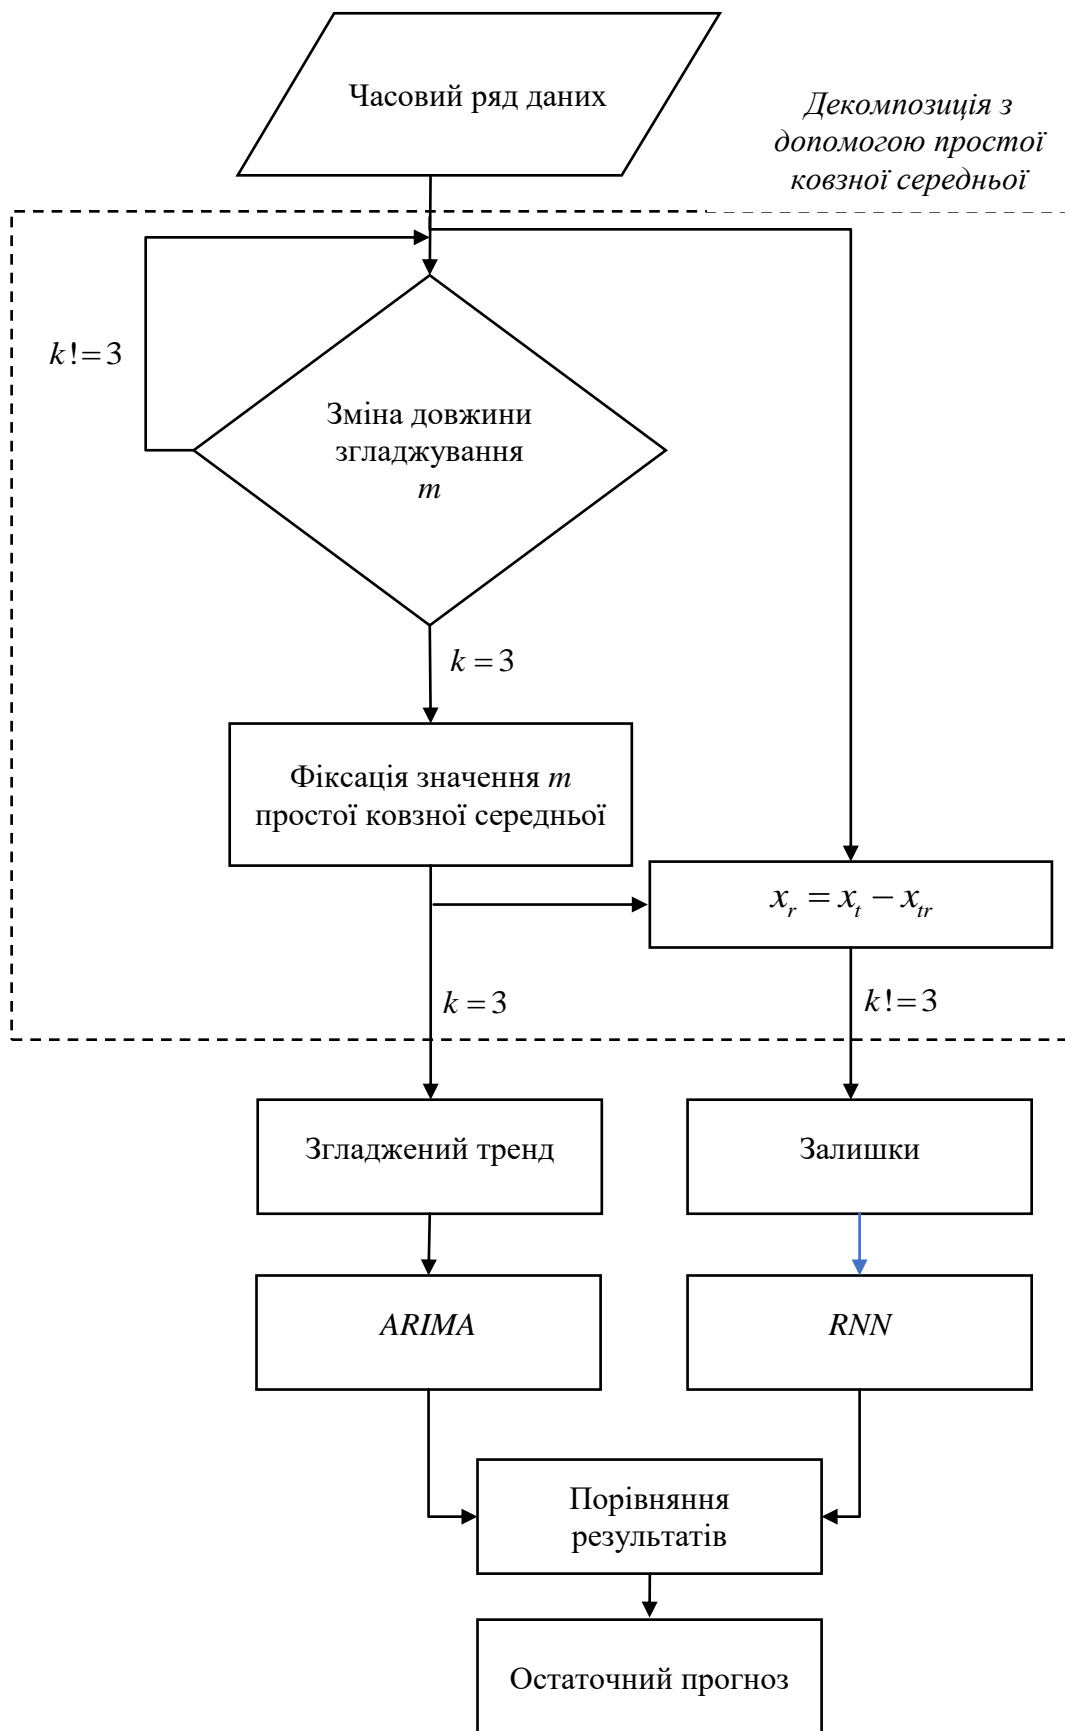 Часовий ряд даних
Декомпозиція з
допомогою простої
ковзної середньої
k!=3
Зміна довжини
згладжування
m
k=3
Фіксація значення m
простої ковзної середньої
x_r = x_t − x_tr
k=3
k!=3
Згладжений тренд
Залишки
ARIMA
RNN
Порівняння
результатів
Остаточний прогноз